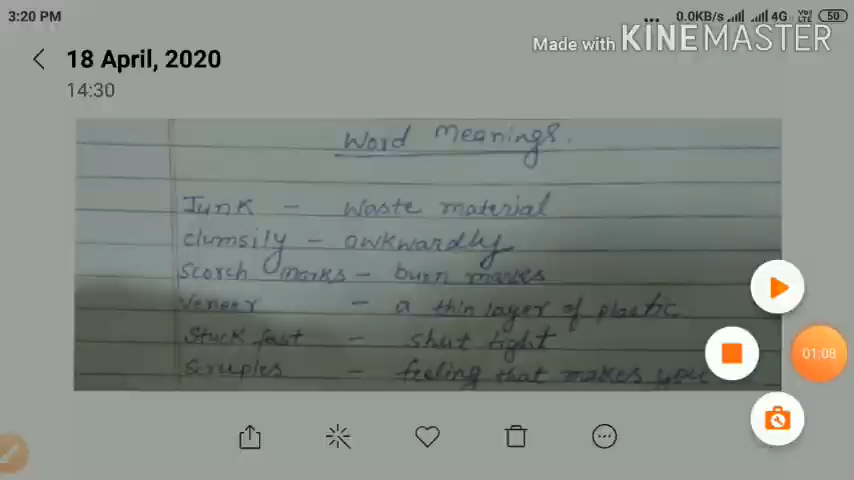 3:20 PM ... 0.0KB/s 4G VoLTE 50
Made with KINEMASTER
18 April, 2020
14:30
Word Meanings.
Junk - Waste material
clumsily - awkwardly
Scorch marks - burn marks
Veneer - a thin layer of plastic
Stuck fast - shut tight
Scruples - feeling that makes you
01:08